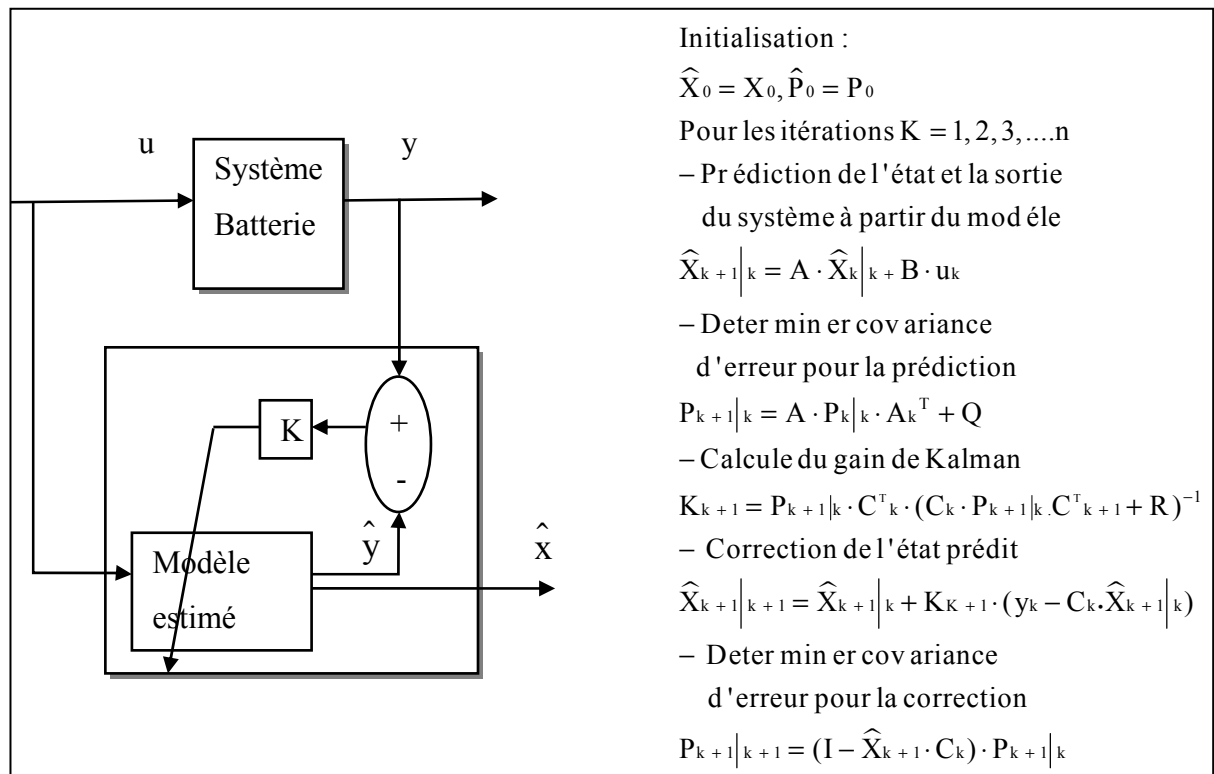 u
y
Système
Batterie
+
K
-
ŷ
x̂
Modèle
estimé
Initialisation :
X̂₀ = X₀, P̂₀ = P₀
Pour les itérations K = 1, 2, 3, ....n
– Pr édiction de l'état et la sortie
du système à partir du mod éle
X̂ₖ₊₁|ₖ = A · X̂ₖ|ₖ + B · uₖ
– Deter min er cov ariance
d'erreur pour la prédiction
Pₖ₊₁|ₖ = A · Pₖ|ₖ · Aₖᵀ + Q
– Calcule du gain de Kalman
Kₖ₊₁ = Pₖ₊₁|ₖ · Cᵀₖ · (Cₖ · Pₖ₊₁|ₖ . Cᵀₖ₊₁ + R)⁻¹
– Correction de l'état prédit
X̂ₖ₊₁|ₖ₊₁ = X̂ₖ₊₁|ₖ + K_K₊₁ · (yₖ – Cₖ.X̂ₖ₊₁|ₖ)
– Deter min er cov ariance
d'erreur pour la correction
Pₖ₊₁|ₖ₊₁ = (I – X̂ₖ₊₁ · Cₖ) · Pₖ₊₁|ₖ